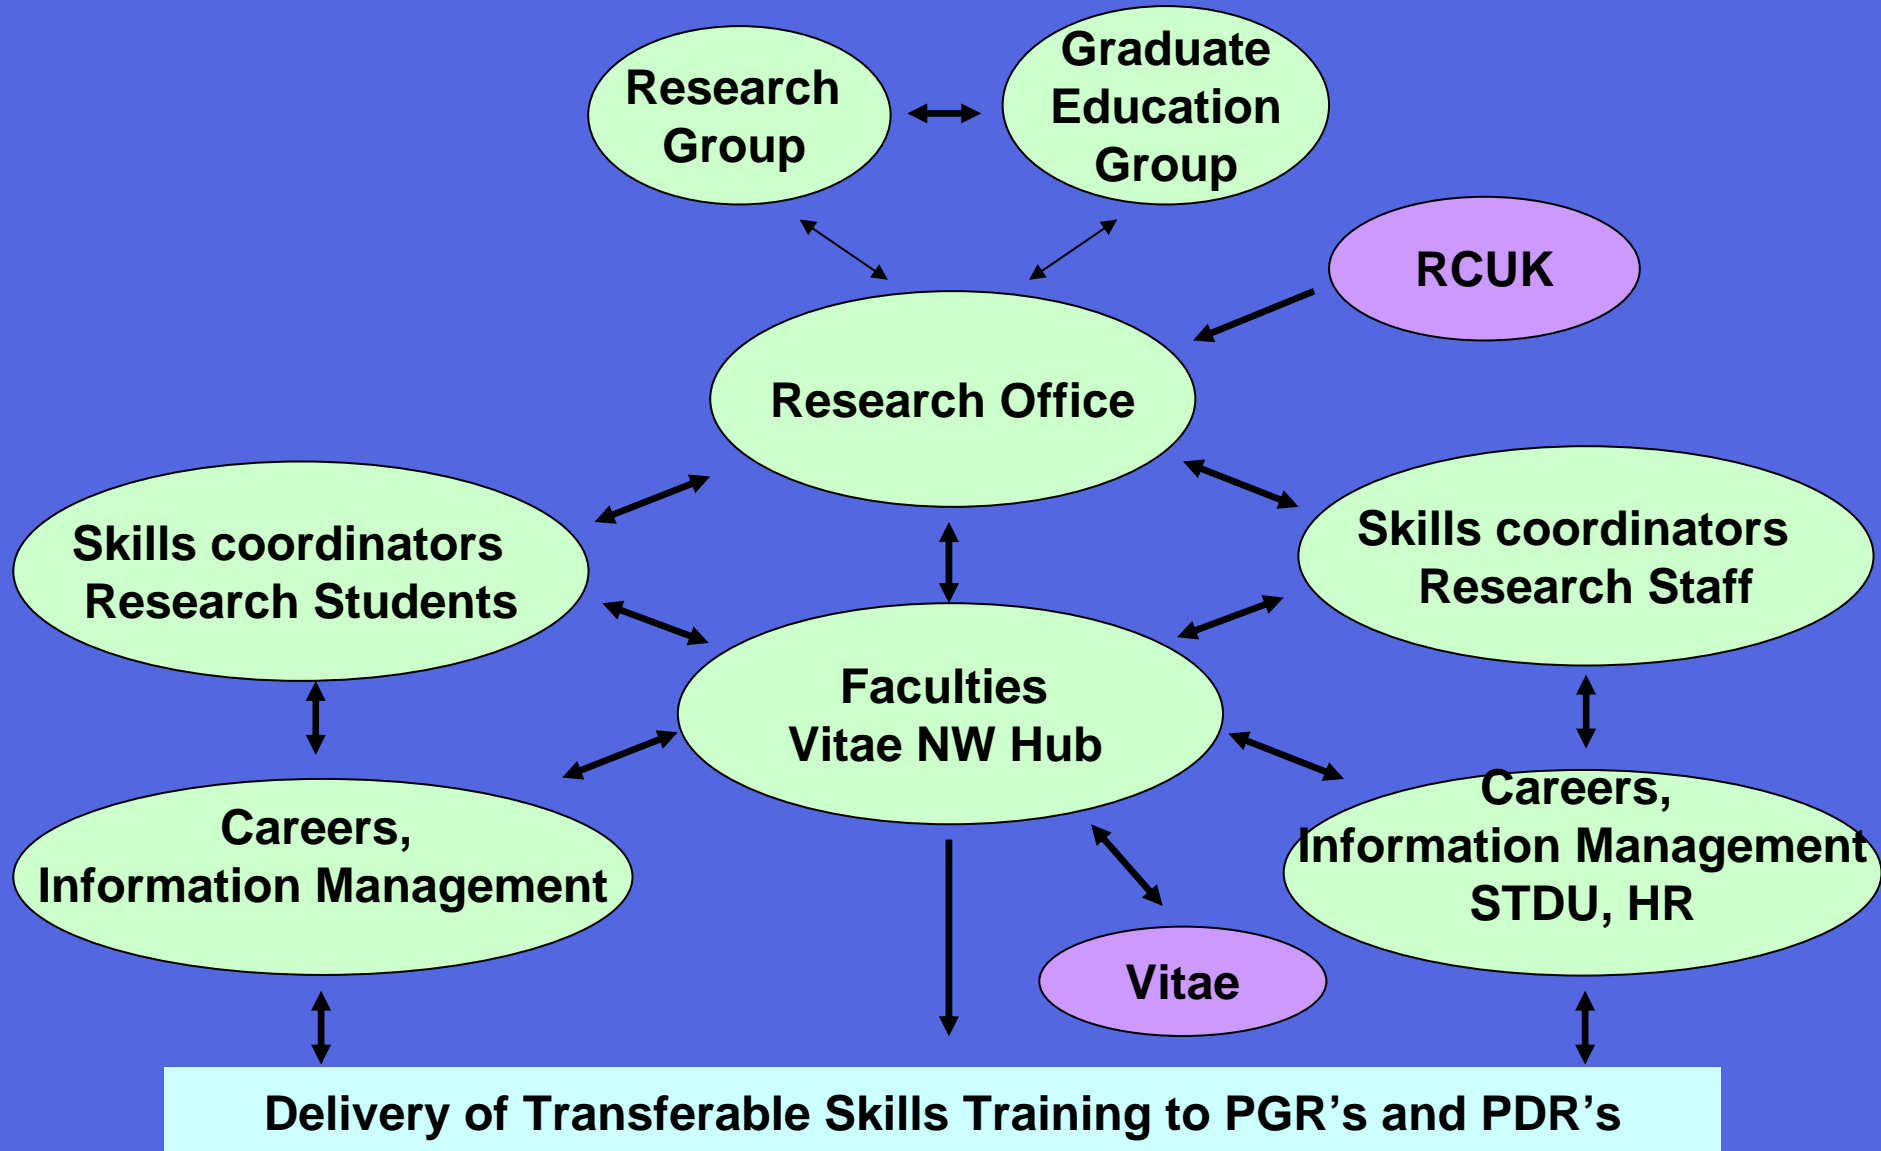 Research
Group
Graduate
Education
Group
RCUK
Research Office
Skills coordinators
Research Students
Skills coordinators
Research Staff
Faculties
Vitae NW Hub
Careers,
Information Management
Careers,
Information Management
STDU, HR
Vitae
Delivery of Transferable Skills Training to PGR’s and PDR’s